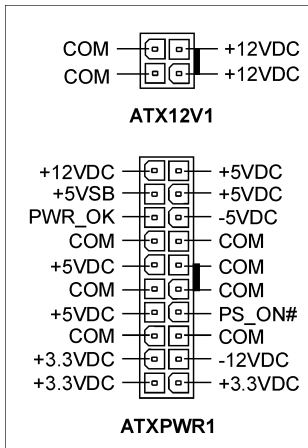 COM +12VDC
COM +12VDC
ATX12V1
+12VDC +5VDC
+5VSB +5VDC
PWR_OK -5VDC
COM COM
+5VDC COM
COM COM
+5VDC PS_ON#
COM COM
+3.3VDC -12VDC
+3.3VDC +3.3VDC
ATXPWR1